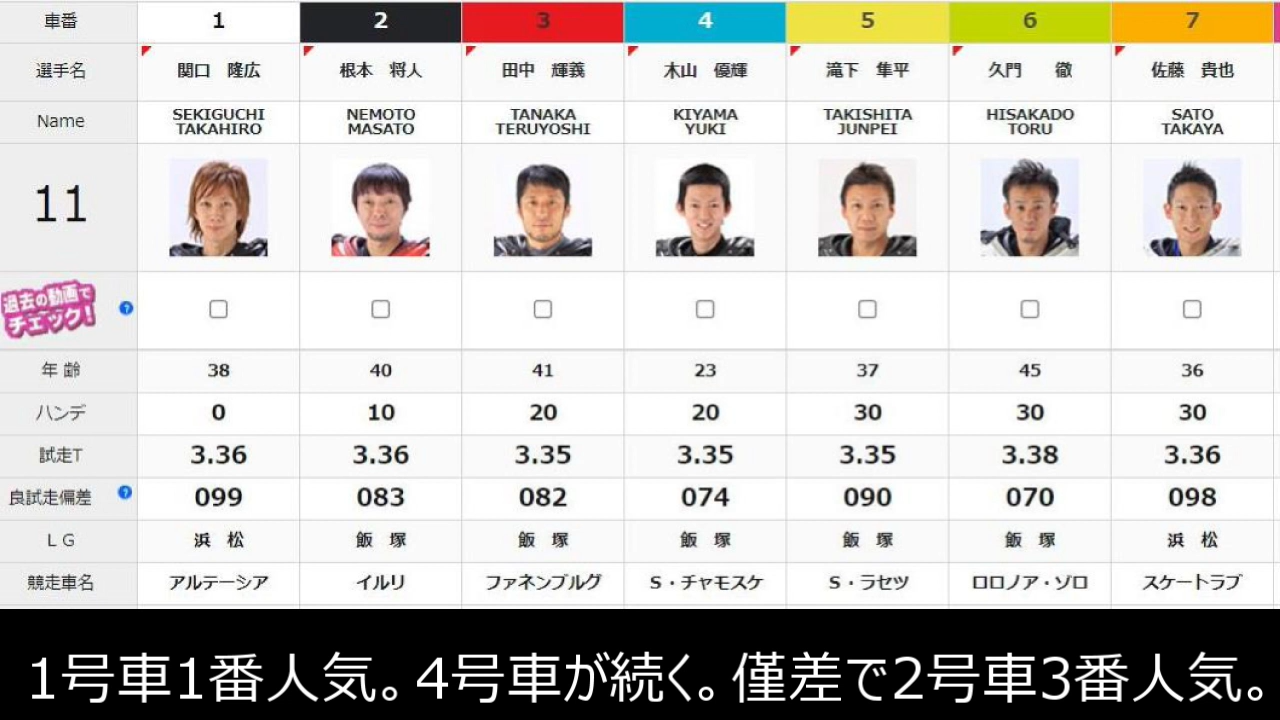 車番 1 2 3 4 5 6 7
選手名 関口 隆広 根本 将人 田中 輝義 木山 優輝 滝下 隼平 久門 徹 佐藤 貴也
Name SEKIGUCHI TAKAHIRO NEMOTO MASATO TANAKA TERUYOSHI KIYAMA YUKI TAKISHITA JUNPEI HISAKADO TORU SATO TAKAYA
11
過去の動画で
チェック! ?
年齢 38 40 41 23 37 45 36
ハンデ 0 10 20 20 30 30 30
試走T 3.36 3.36 3.35 3.35 3.35 3.38 3.36
良試走偏差 ? 099 083 082 074 090 070 098
LG 浜 松 飯 塚 飯 塚 飯 塚 飯 塚 飯 塚 浜 松
競走車名 アルテーシア イルリ ファネンブルグ S・チャモスケ S・ラセツ ロロノア・ゾロ スケートラブ
1号車1番人気。4号車が続く。僅差で2号車3番人気。